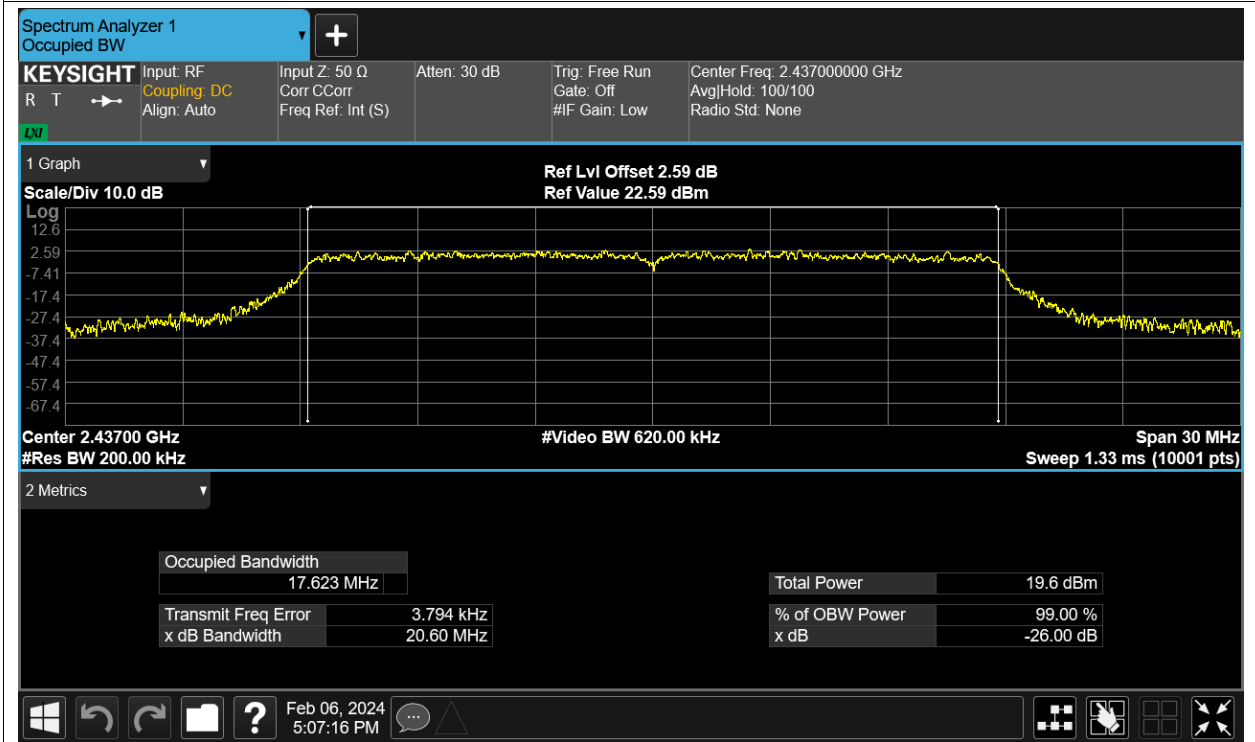 Spectrum Analyzer 1
Occupied BW
KEYSIGHT
R T
LXI
Input: RF
Coupling: DC
Align: Auto
Input Z: 50 Ω
Corr CCorr
Freq Ref: Int (S)
Atten: 30 dB
Trig: Free Run
Gate: Off
#IF Gain: Low
Center Freq: 2.437000000 GHz
Avg|Hold: 100/100
Radio Std: None
1 Graph
Scale/Div 10.0 dB
Ref Lvl Offset 2.59 dB
Ref Value 22.59 dBm
Log
12.6
2.59
-7.41
-17.4
-27.4
-37.4
-47.4
-57.4
-67.4
Center 2.43700 GHz
#Res BW 200.00 kHz
#Video BW 620.00 kHz
Span 30 MHz
Sweep 1.33 ms (10001 pts)
2 Metrics
Occupied Bandwidth
17.623 MHz
Transmit Freq Error 3.794 kHz
x dB Bandwidth 20.60 MHz
Total Power 19.6 dBm
% of OBW Power 99.00 %
x dB -26.00 dB
Feb 06, 2024
5:07:16 PM